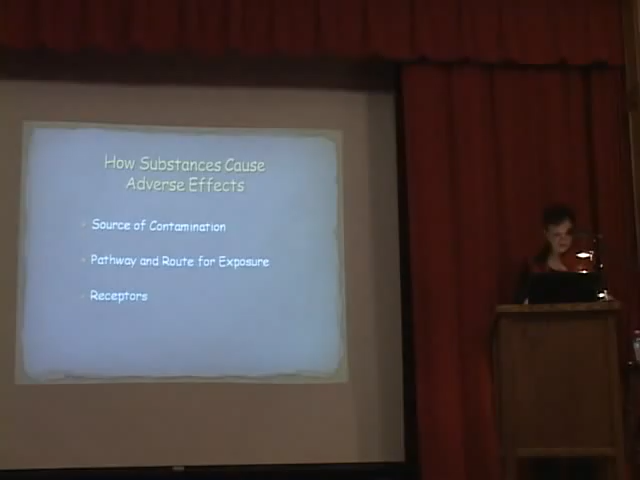 How Substances Cause
Adverse Effects
Source of Contamination
Pathway and Route for Exposure
Receptors